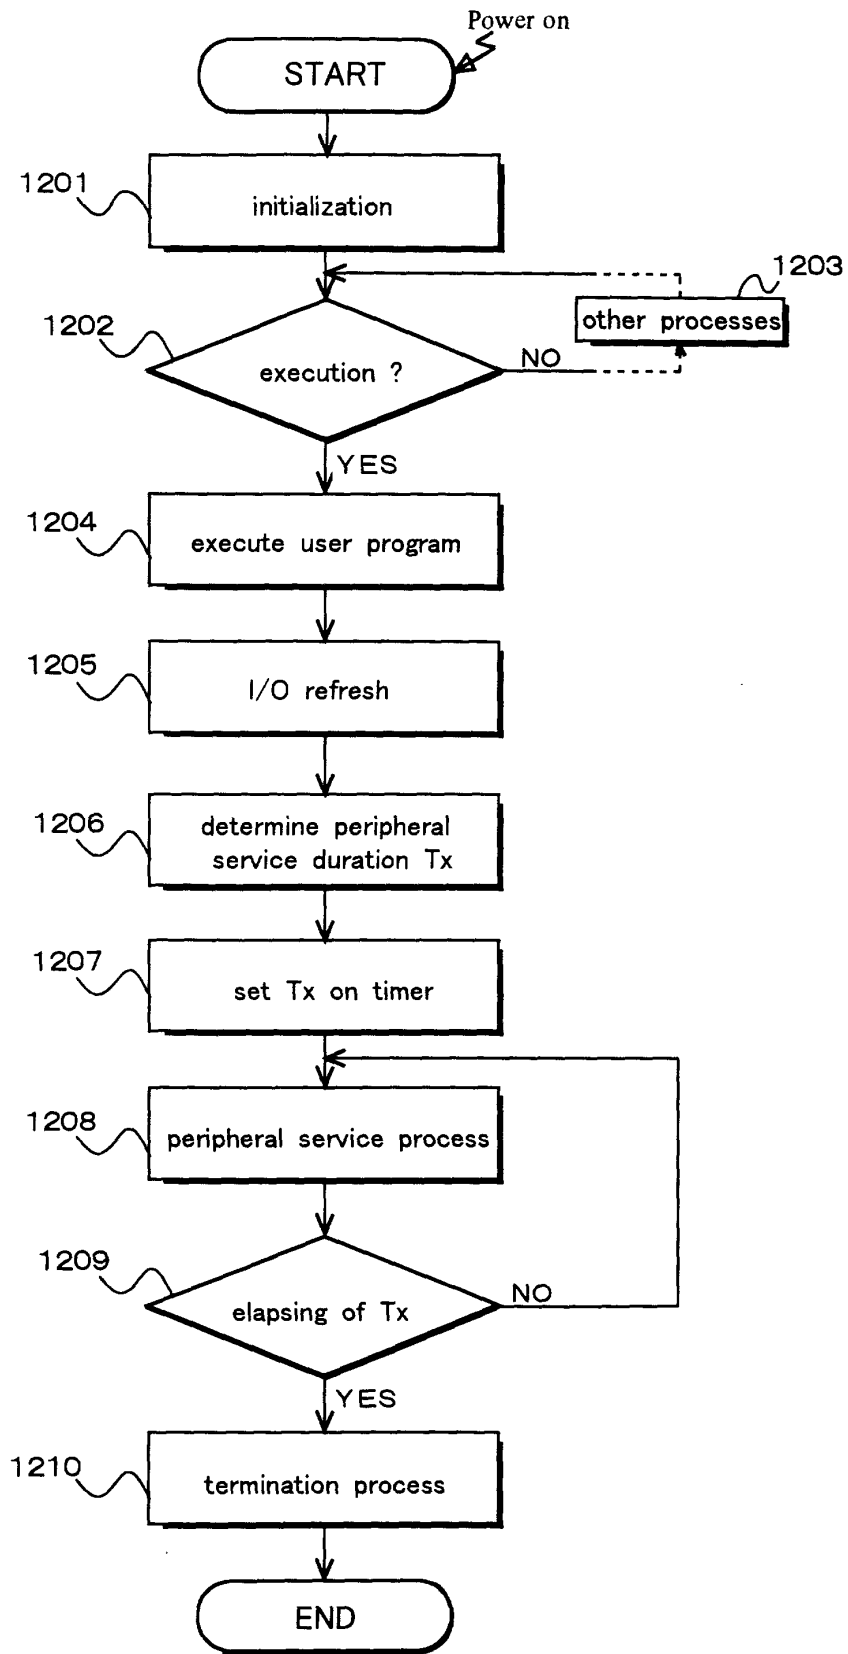 Power on
START
1201
initialization
1203
other processes
1202
execution ?
NO
YES
1204
execute user program
1205
I/O refresh
1206
determine peripheral
service duration Tx
1207
set Tx on timer
1208
peripheral service process
1209
elapsing of Tx
NO
YES
1210
termination process
END